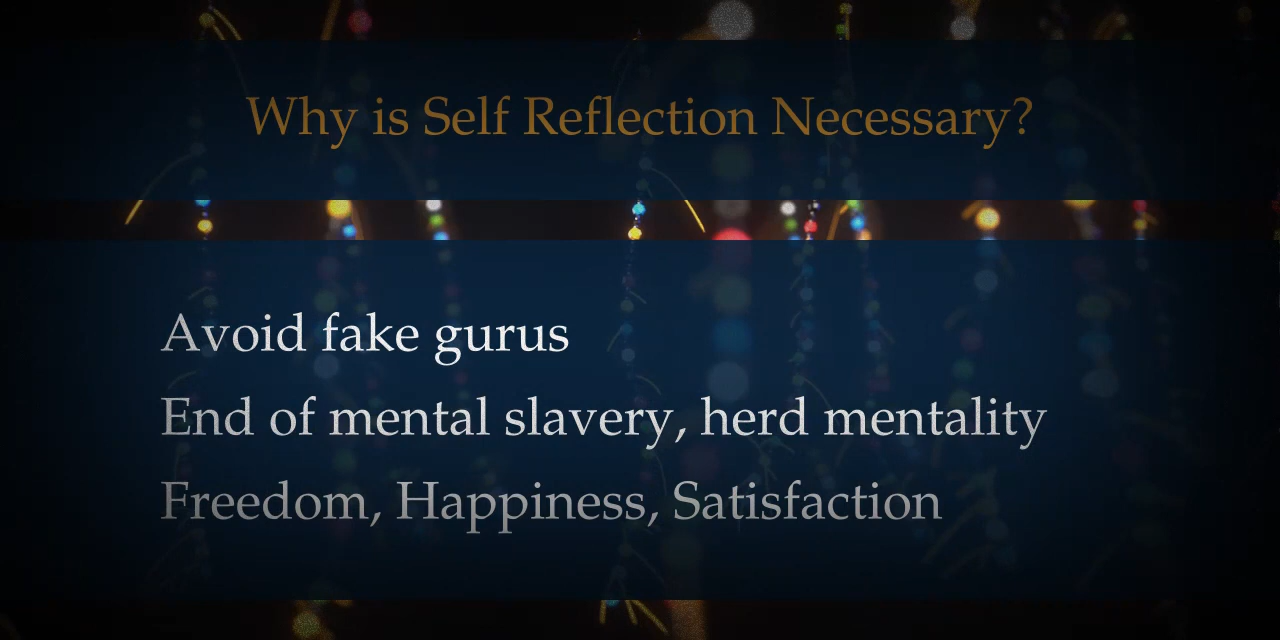 Why is Self Reflection Necessary?
Avoid fake gurus
End of mental slavery, herd mentality
Freedom, Happiness, Satisfaction